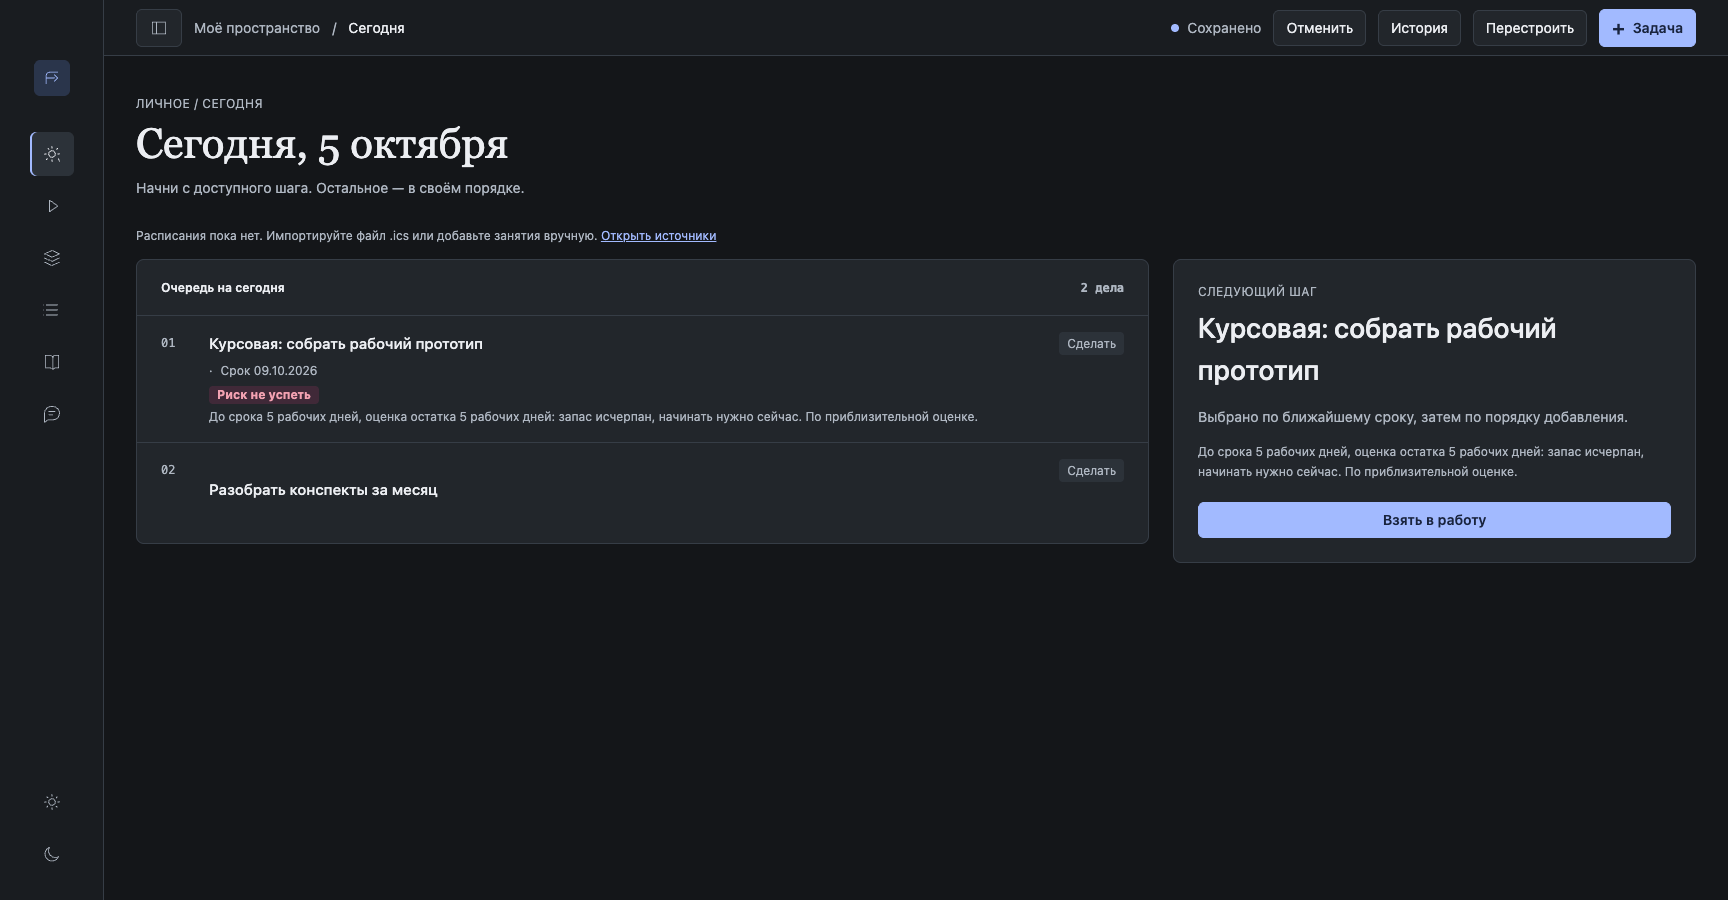 Моё пространство / Сегодня
Сохранено
Отменить
История
Перестроить
+ Задача
ЛИЧНОЕ / СЕГОДНЯ
Сегодня, 5 октября
Начни с доступного шага. Остальное — в своём порядке.
Расписания пока нет. Импортируйте файл .ics или добавьте занятия вручную. Открыть источники
Очередь на сегодня
2 дела
01
Курсовая: собрать рабочий прототип
Сделать
· Срок 09.10.2026
Риск не успеть
До срока 5 рабочих дней, оценка остатка 5 рабочих дней: запас исчерпан, начинать нужно сейчас. По приблизительной оценке.
02
Разобрать конспекты за месяц
Сделать
СЛЕДУЮЩИЙ ШАГ
Курсовая: собрать рабочий
прототип
Выбрано по ближайшему сроку, затем по порядку добавления.
До срока 5 рабочих дней, оценка остатка 5 рабочих дней: запас исчерпан,
начинать нужно сейчас. По приблизительной оценке.
Взять в работу